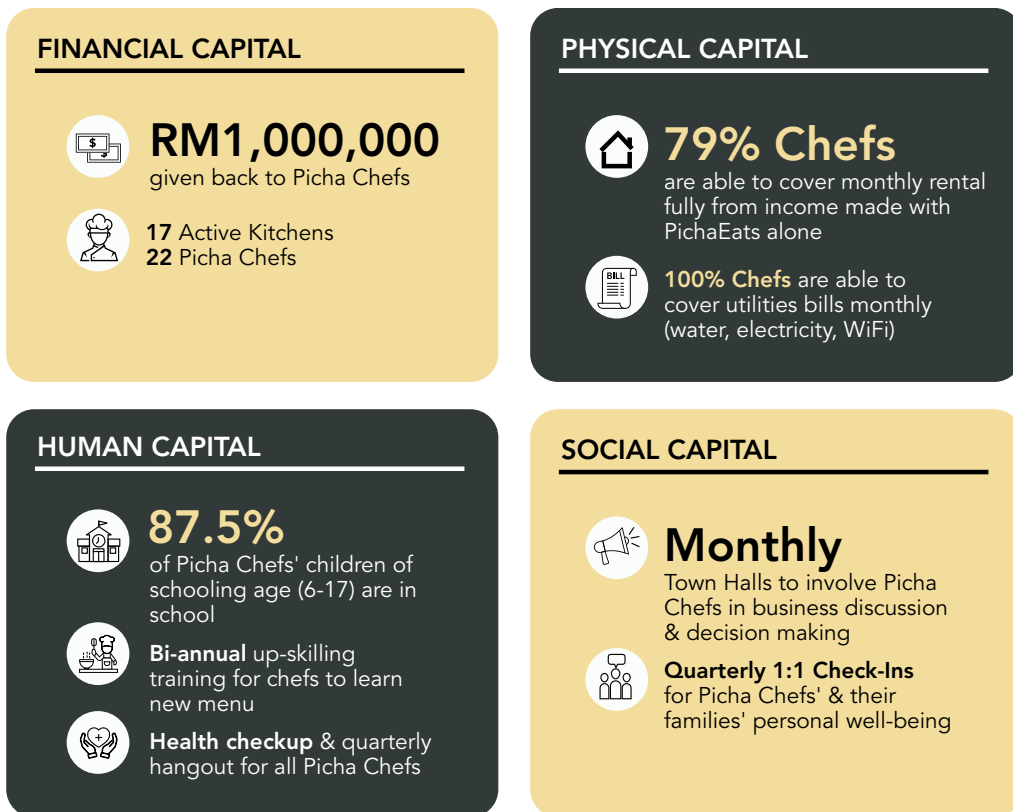 FINANCIAL CAPITAL
$
RM1,000,000
given back to Picha Chefs
17 Active Kitchens
22 Picha Chefs
PHYSICAL CAPITAL
79% Chefs
are able to cover monthly rental
fully from income made with
PichaEats alone
BILL
100% Chefs are able to
cover utilities bills monthly
(water, electricity, WiFi)
HUMAN CAPITAL
87.5%
of Picha Chefs' children of
schooling age (6-17) are in
school
Bi-annual up-skilling
training for chefs to learn
new menu
Health checkup & quarterly
hangout for all Picha Chefs
SOCIAL CAPITAL
Monthly
Town Halls to involve Picha
Chefs in business discussion
& decision making
Quarterly 1:1 Check-Ins
for Picha Chefs' & their
families' personal well-being